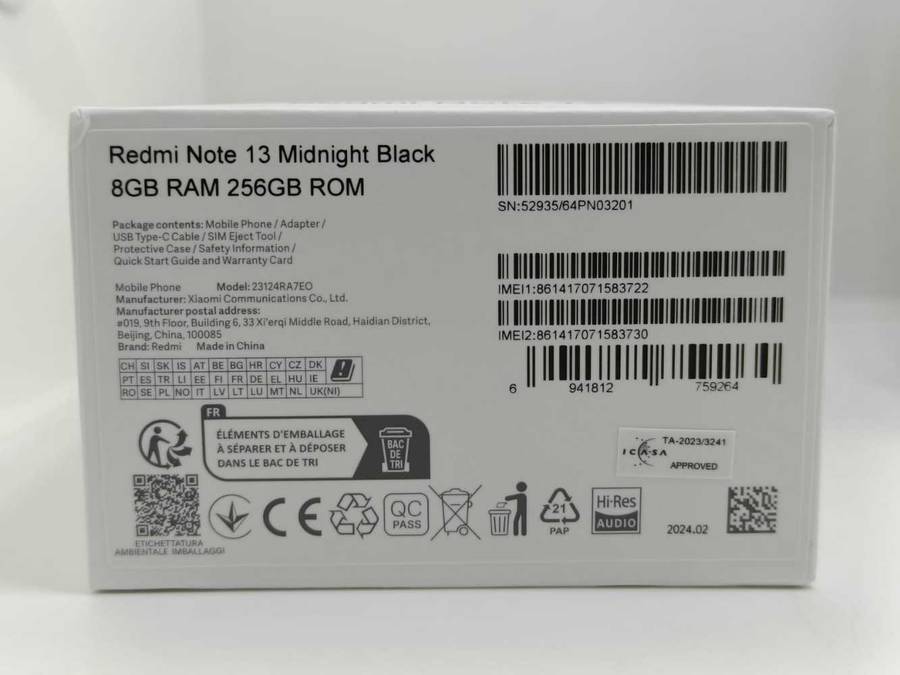 Redmi Note 13 Midnight Black
8GB RAM 256GB ROM
Package contents: Mobile Phone / Adapter /
USB Type-C Cable / SIM Eject Tool /
Protective Case / Safety Information /
Quick Start Guide and Warranty Card
Mobile Phone Model: 23124RA7EO
Manufacturer: Xiaomi Communications Co., Ltd.
Manufacturer postal address:
#019, 9th Floor, Building 6, 33 Xi'erqi Middle Road, Haidian District,
Beijing, China, 100085
Brand: Redmi Made in China
CH SI SK IS AT BE BG HR CY CZ DK
PT ES TR LI EE FI FR DE EL HU IE
RO SE PL NO IT LV LT LU MT NL UK(NI)
SN:52935/64PN03201
IMEI1:861417071583722
IMEI2:861417071583730
6 941812 759264
FR
ÉLÉMENTS D'EMBALLAGE
À SÉPARER ET À DÉPOSER
DANS LE BAC DE TRI
BAC
DE
TRI
TA-2023/3241
ICASA
APPROVED
ETICHETTATURA
AMBIENTALE IMBALLAGGI
CE
QC
PASS
21
PAP
Hi-Res
AUDIO
2024.02